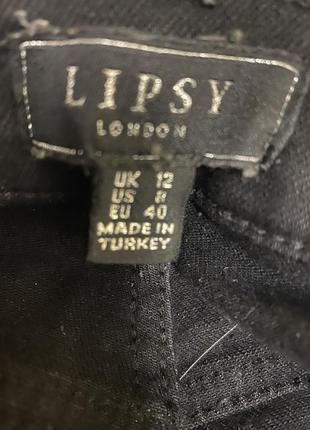 LIPSY
LONDON
UK 12
US 8
EU 40
MADE IN
TURKEY